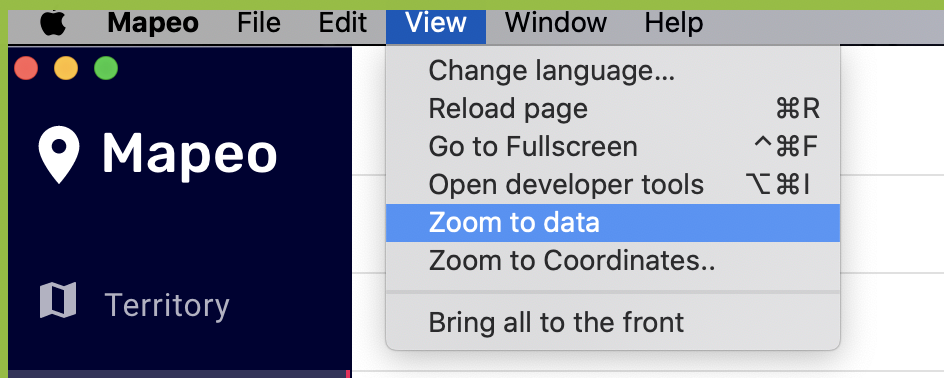 Mapeo File Edit View Window Help
Mapeo
Territory
Change language...
Reload page ⌘R
Go to Fullscreen ^⌘F
Open developer tools ⌥⌘I
Zoom to data
Zoom to Coordinates..
Bring all to the front